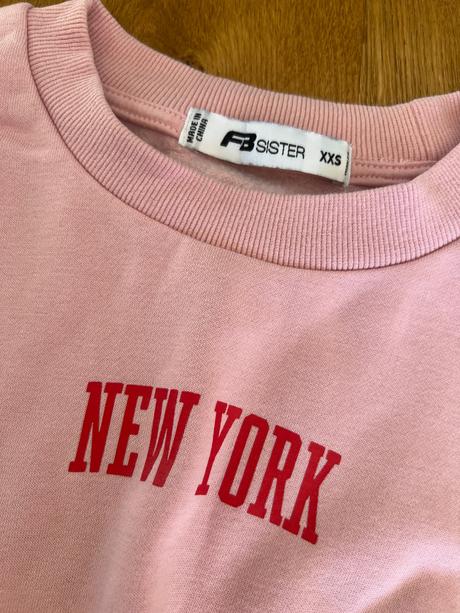 MADE IN
CHINA
FB SISTER XXS
NEW YORK